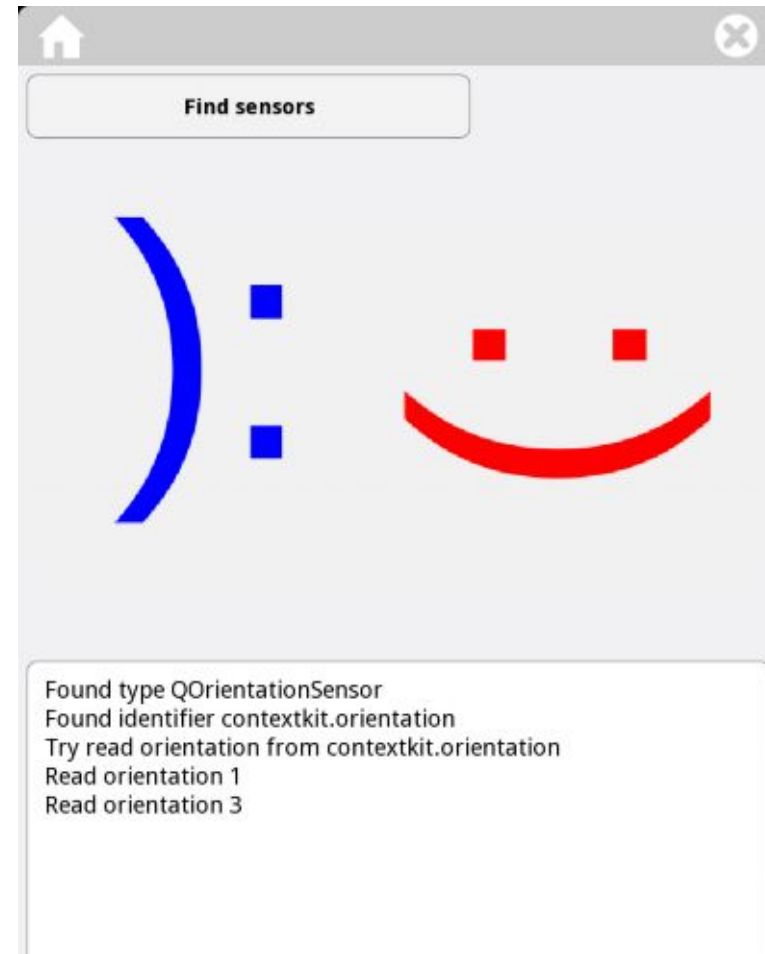 Find sensors
):
:)
Found type QOrientationSensor
Found identifier contextkit.orientation
Try read orientation from contextkit.orientation
Read orientation 1
Read orientation 3